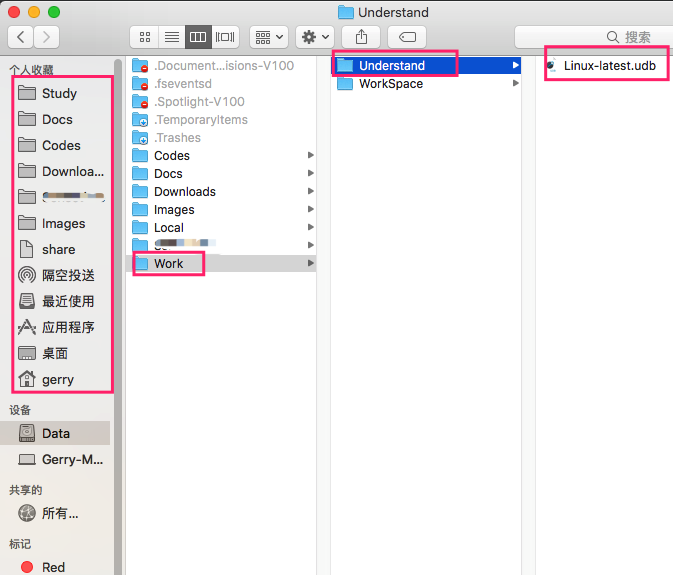 Understand
搜索
个人收藏
Study
Docs
Codes
Downloa...
Images
share
隔空投送
最近使用
应用程序
桌面
gerry
设备
Data
Gerry-M...
共享的
所有...
标记
Red
.Document...isions-V100
.fseventsd
.Spotlight-V100
.TemporaryItems
.Trashes
Codes
Docs
Downloads
Images
Local
Work
Understand
WorkSpace
Linux-latest.udb